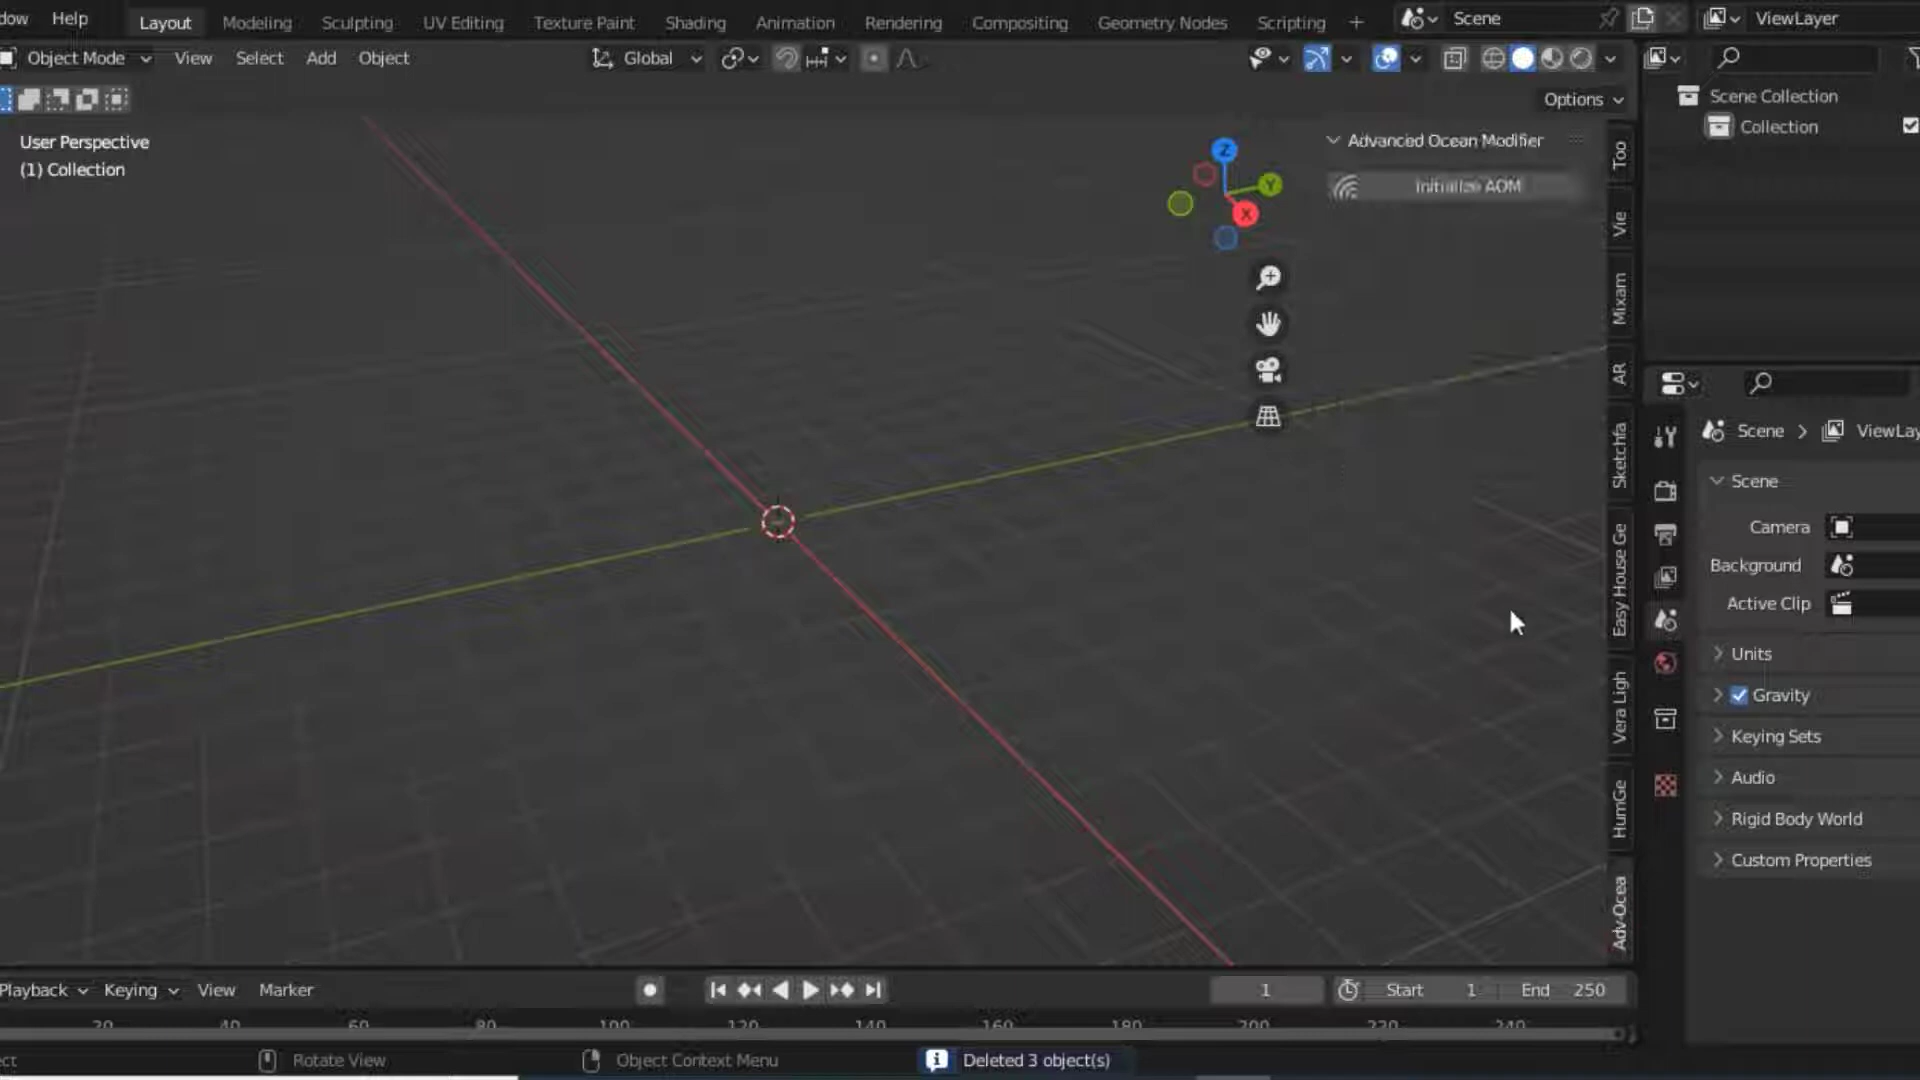 dow Help Layout Modeling Sculpting UV Editing Texture Paint Shading Animation Rendering Compositing Geometry Nodes Scripting + Scene ViewLayer
Object Mode View Select Add Object Global
Options
User Perspective
(1) Collection
Z
Y
X
Advanced Ocean Modifier
Initialize AOM
Too
Vie
Mixam
AR
Sketchfa
Easy House Ge
Vera Ligh
HumGe
Adv-Ocea
Scene Collection
Collection
Scene > ViewLay
Scene
Camera
Background
Active Clip
Units
Gravity
Keying Sets
Audio
Rigid Body World
Custom Properties
Playback Keying View Marker 1 Start 1 End 250
20 40 60 80 100 120 140 160 180 200 220 240
ect Rotate View Object Context Menu Deleted 3 object(s)